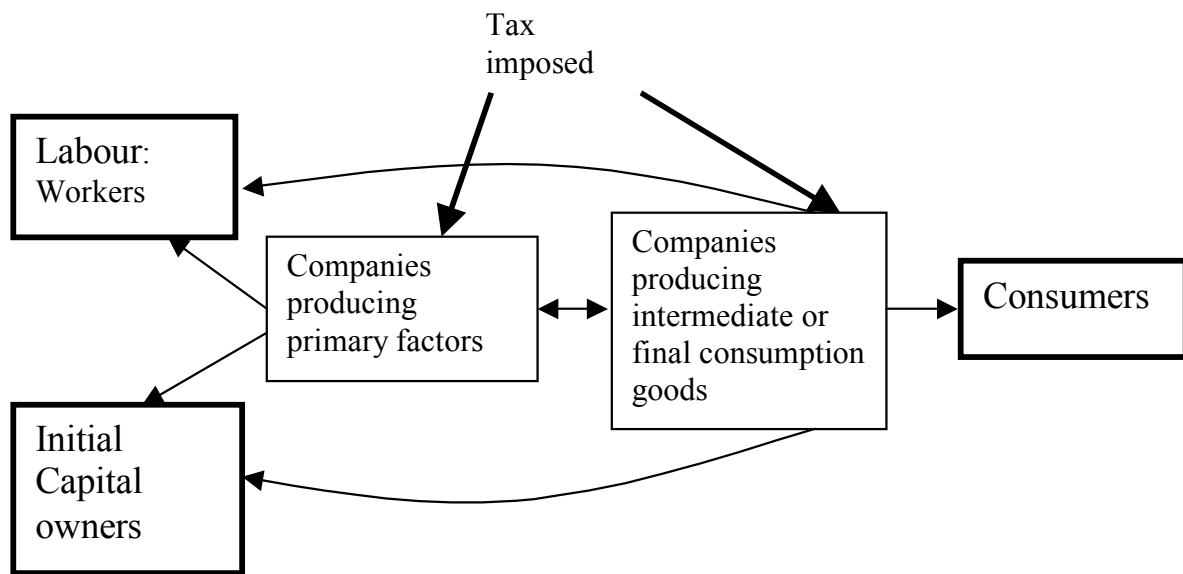 Tax
imposed
Labour:
Workers
Companies
producing
primary factors
Companies
producing
intermediate or
final consumption
goods
Consumers
Initial
Capital
owners